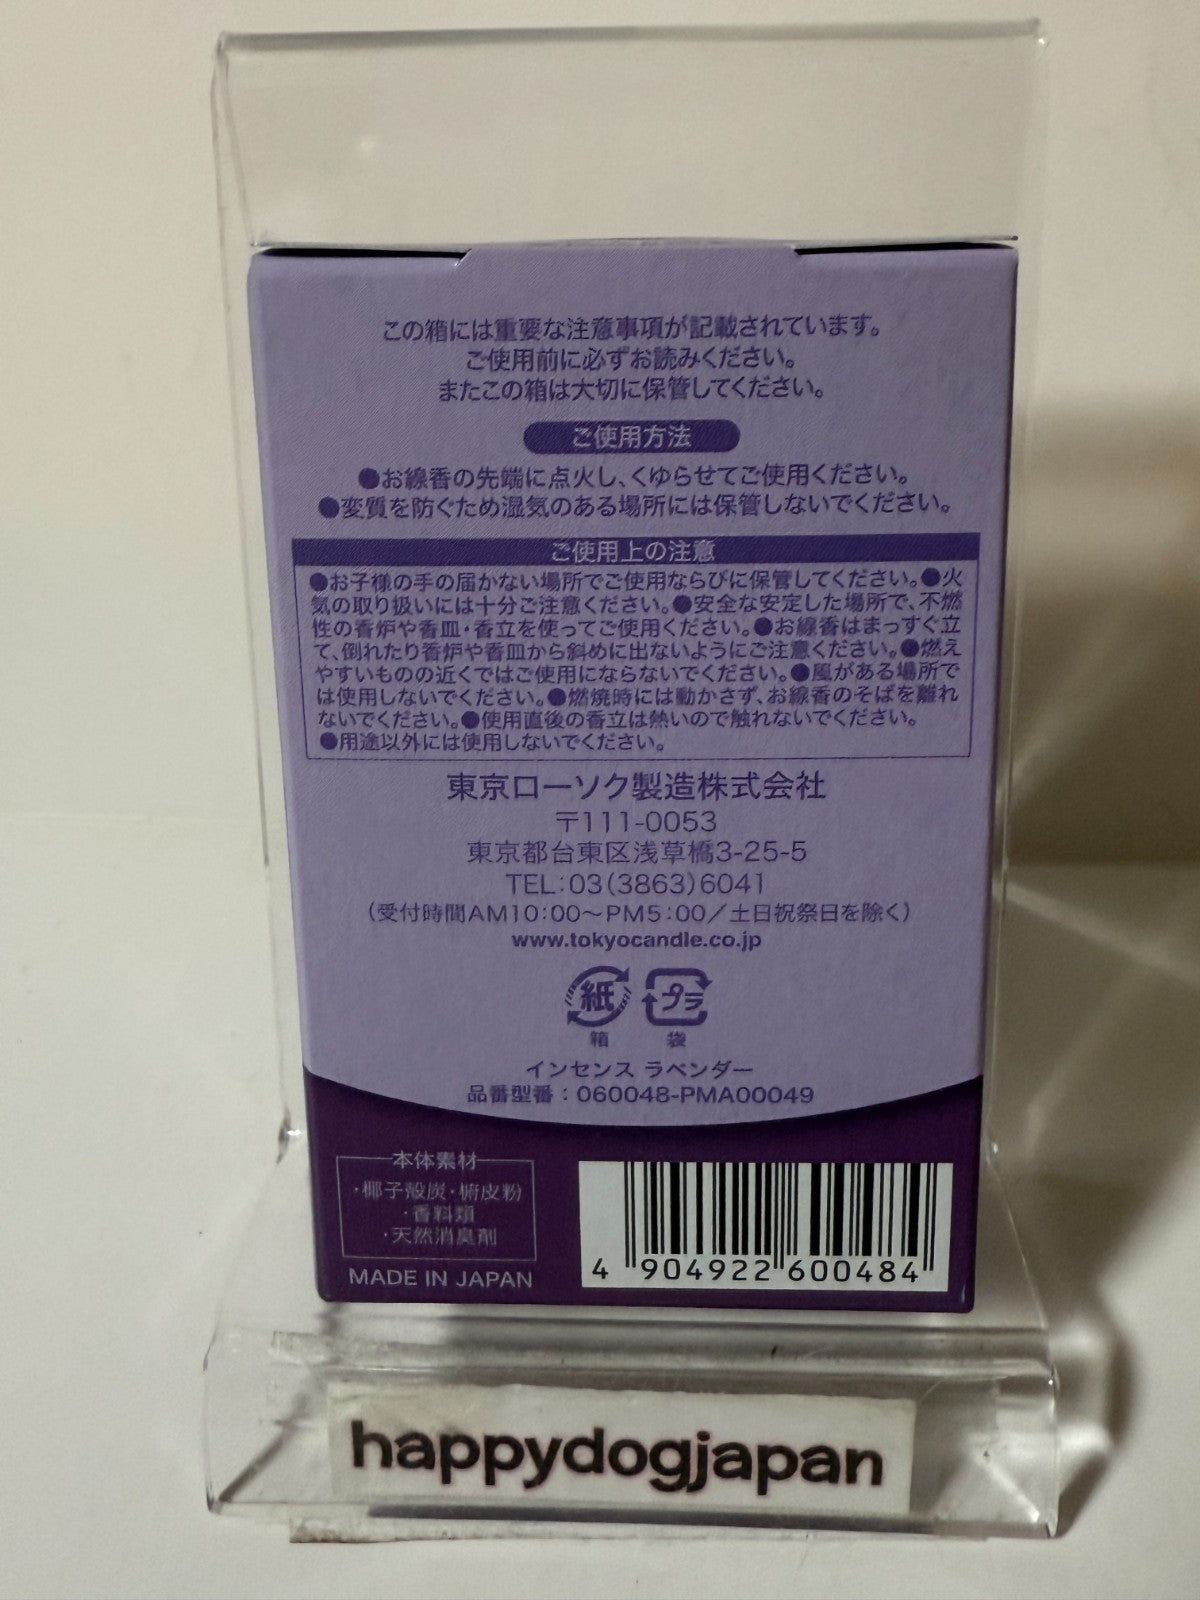 この箱には重要な注意事項が記載されています。
ご使用前に必ずお読みください。
またこの箱は大切に保管してください。
ご使用方法
●お線香の先端に点火し、くゆらせてご使用ください。
●変質を防ぐため湿気のある場所には保管しないでください。
ご使用上の注意
●お子様の手の届かない場所でご使用ならびに保管してください。●火
気の取り扱いには十分ご注意ください。●安全な安定した場所で、不燃
性の香炉や香皿・香立を使ってご使用ください。●お線香はまっすぐ立
て、倒れたり香炉や香皿から斜めに出ないようにご注意ください。●燃え
やすいものの近くではご使用にならないでください。●風がある場所で
は使用しないでください。●燃焼時には動かさず、お線香のそばを離れ
ないでください。●使用直後の香立は熱いので触れないでください。
●用途以外には使用しないでください。
東京ローソク製造株式会社
〒111-0053
東京都台東区浅草橋3-25-5
TEL:03(3863)6041
(受付時間AM10:00～PM5:00/土日祝祭日を除く)
www.tokyocandle.co.jp
紙 プラ
箱 袋
インセンス ラベンダー
品番型番:060048-PMA00049
本体素材
・椰子殻炭・椨皮粉
・香料類
・天然消臭剤
MADE IN JAPAN
4 904922 600484
happydogjapan